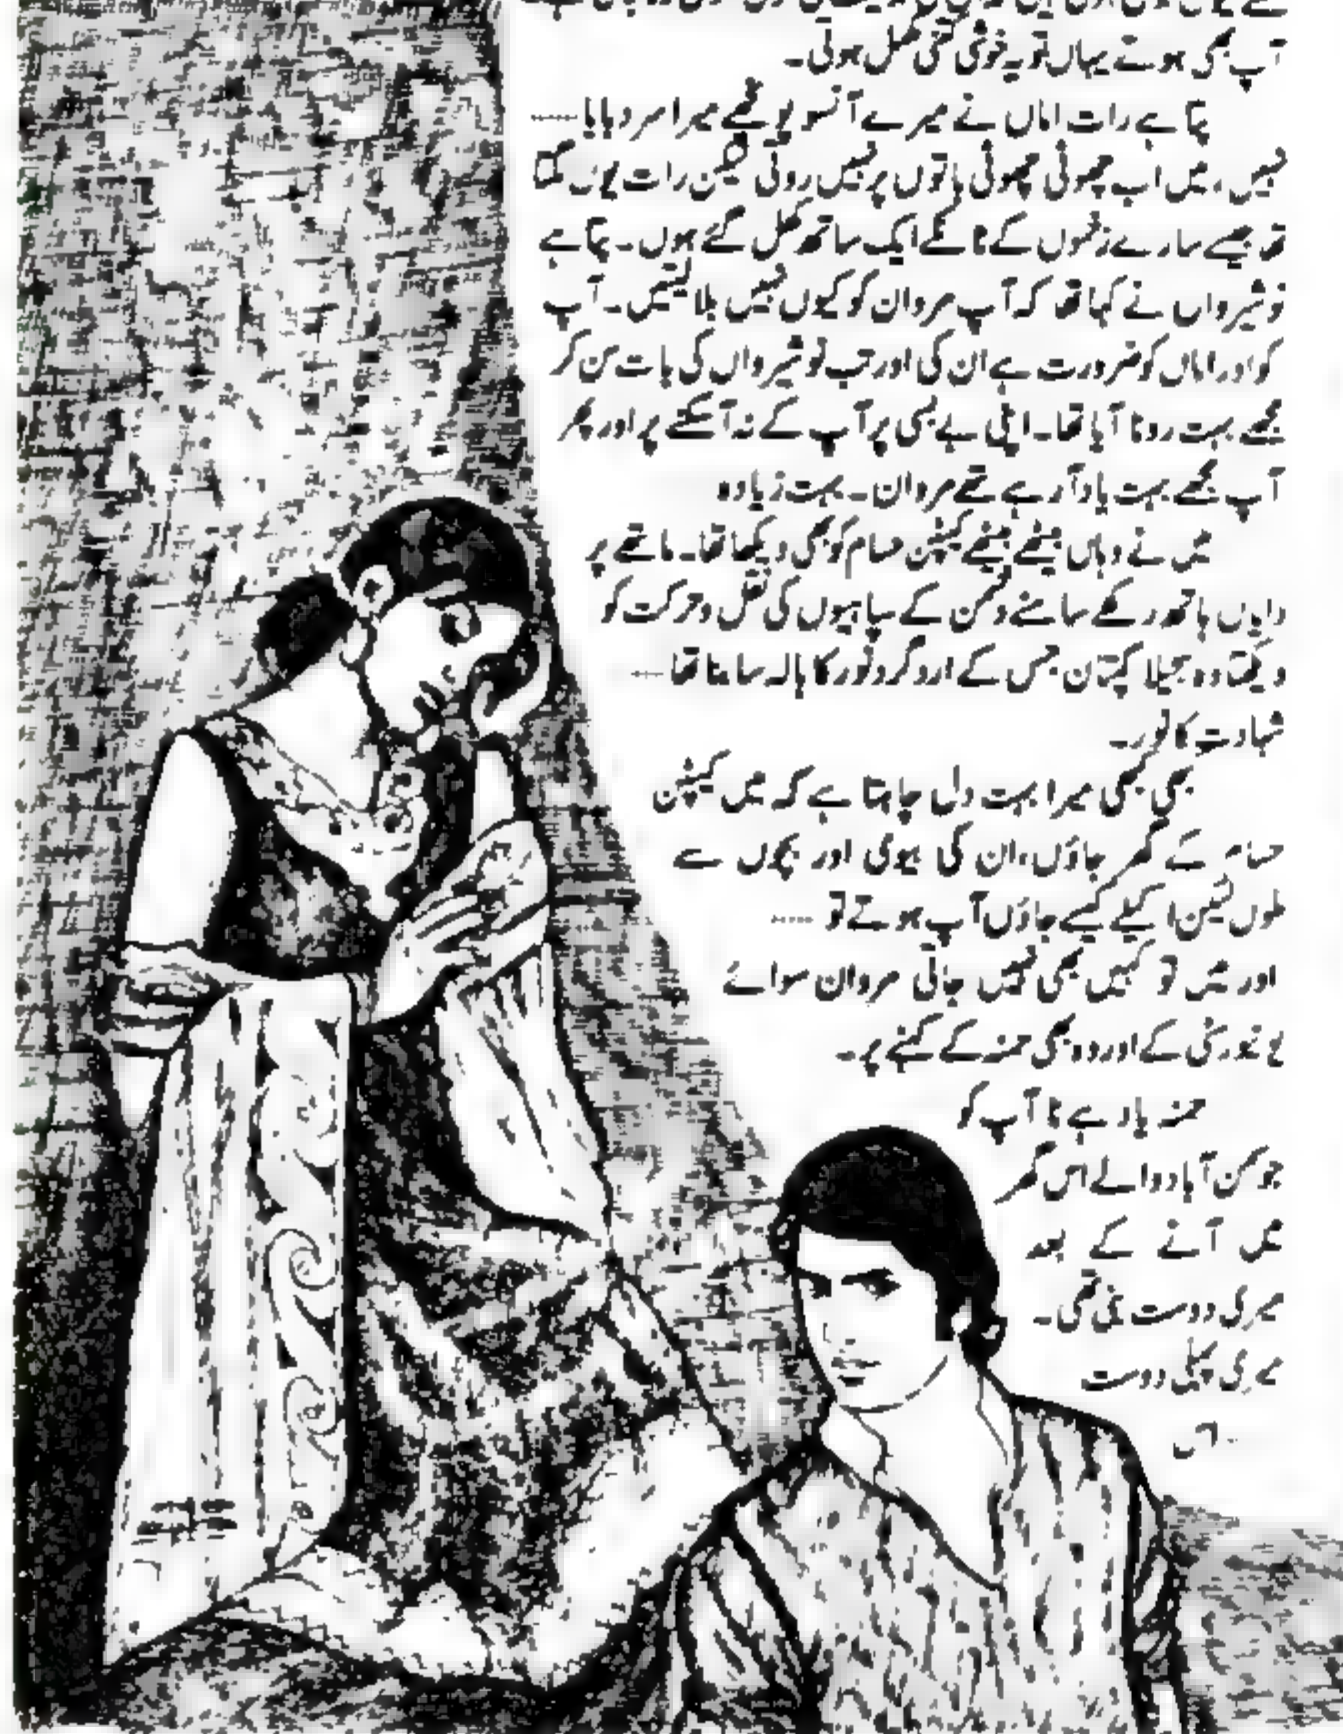 آپ بھی ہوتے یہاں تو یہ خوشی کتنی مکمل ہوتی۔
پتا ہے رات اماں نے میرے آنسو پونچھے میرا سر دبایا ......
نہیں، میں اب چھوٹی چھوٹی باتوں پر نہیں روتی لیکن رات یوں لگتا
تھا جیسے سارے زخموں کے ٹانکے ایک ساتھ کھل گئے ہوں۔ پتا ہے
نوشیرواں نے کہا تھا کہ آپ مروان کو کیوں نہیں بلا لیتیں۔ آپ
کو اور اماں کو ضرورت ہے ان کی اور تب نوشیرواں کی بات سن کر
مجھے بہت رونا آیا تھا۔ اپنی بے بسی پر آپ کے نہ آ سکنے پر اور پھر
آپ مجھے بہت یاد آ رہے تھے مروان۔ بہت زیادہ
میں نے وہاں بیٹھے بیٹھے کیپٹن حسام کو بھی دیکھا تھا۔ ماتھے پر
دایاں ہاتھ رکھے سامنے دشمن کے سپاہیوں کی نقل و حرکت کو
دیکھتا وہ سجیلا کپتان جس کے اردگرد نور کا ہالہ سا بنا تھا ....
شہادت کا نور۔
کبھی کبھی میرا بہت دل چاہتا ہے کہ میں کیپٹن
حسام کے گھر جاؤں، ان کی بیوی اور بچوں سے
ملوں لیکن اکیلے کیسے جاؤں آپ ہوتے تو .....
اور میں تو کہیں بھی نہیں جاتی مروان سوائے
یونیورسٹی کے اور وہ بھی حمنہ کے کہنے پر۔
حمنہ یاد ہے نا آپ کو
جو سمن آباد والے اس گھر
میں آنے کے بعد
میری دوست بنی تھی۔
میری پہلی دوست
۔ اس